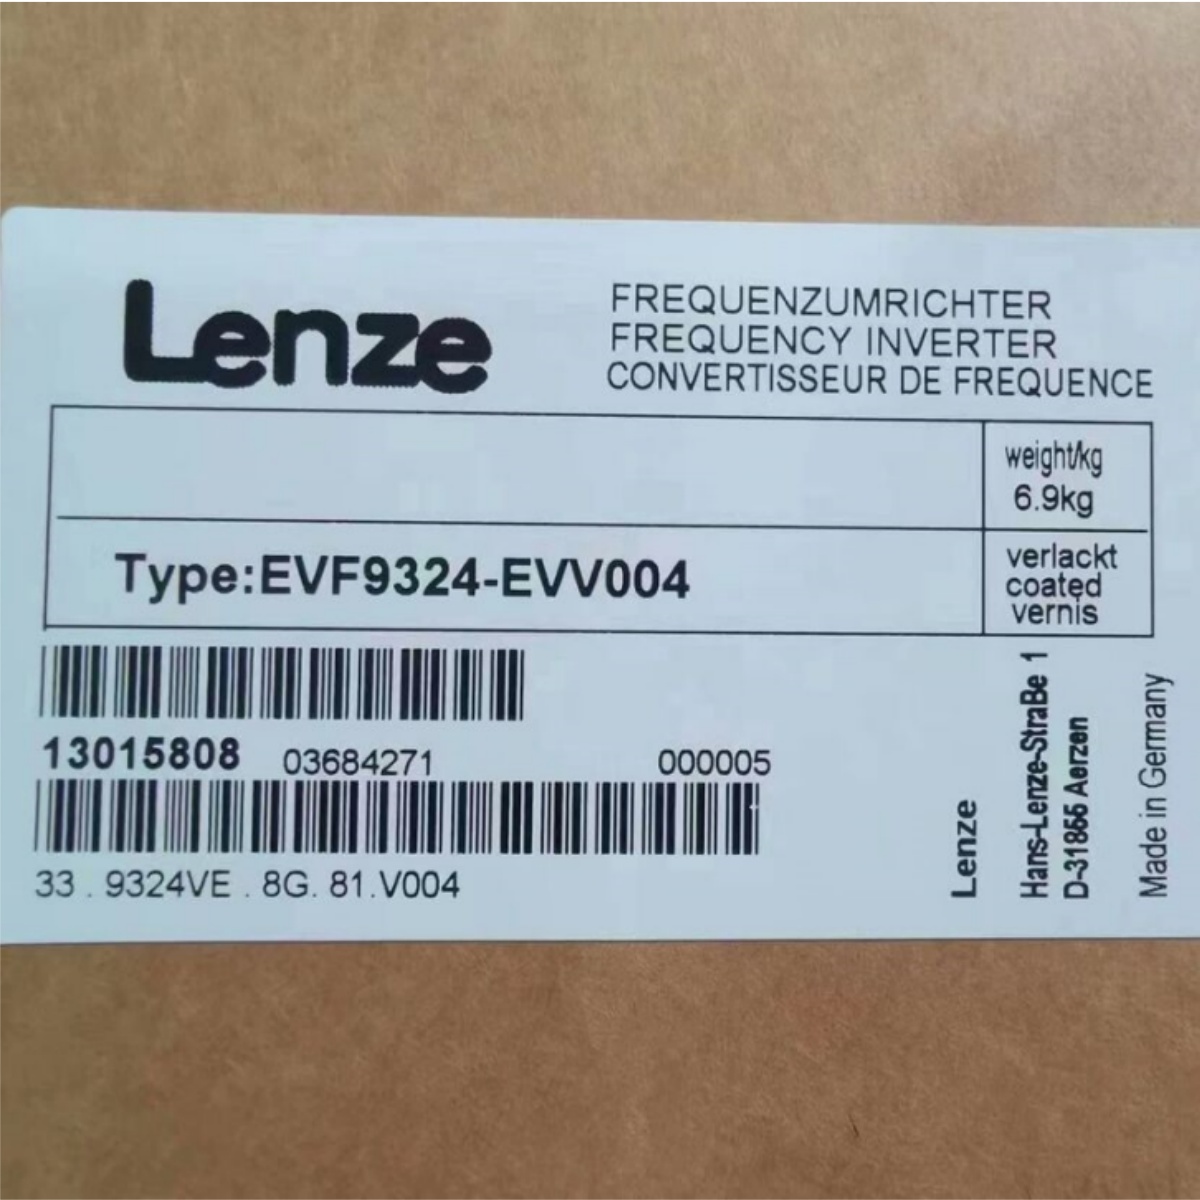 Lenze
FREQUENZUMRICHTER
FREQUENCY INVERTER
CONVERTISSEUR DE FREQUENCE
weight/kg
6.9kg
Type:EVF9324-EVV004
verlackt
coated
vernis
13015808 03684271 000005
33 . 9324VE . 8G. 81.V004
Lenze
Hans-Lenze-StraBe 1
D-31855 Aerzen
Made in Germany